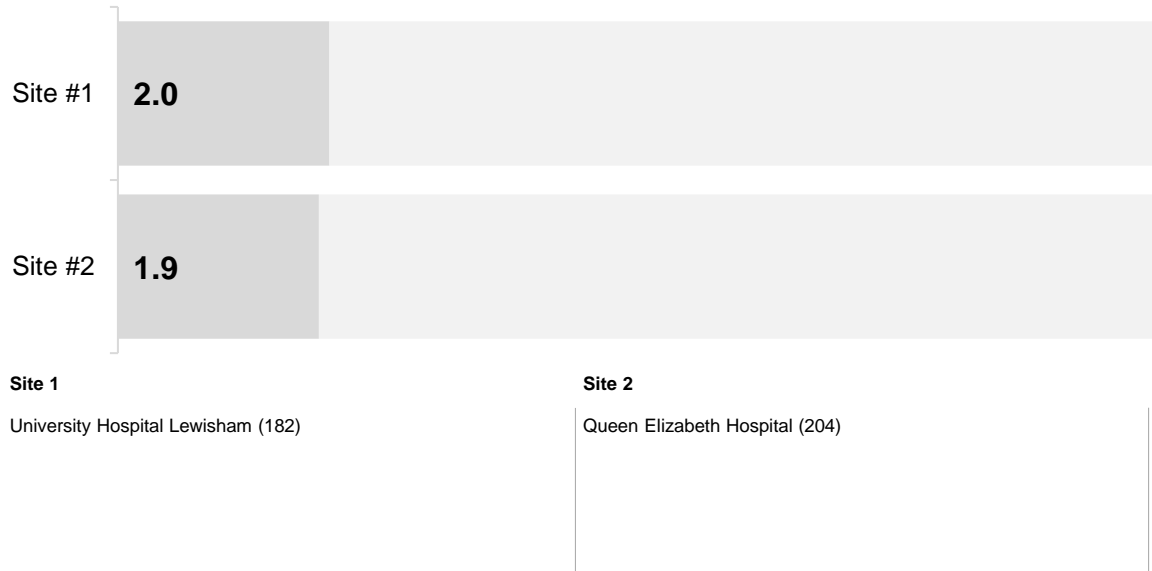 Site #1 2.0
Site #2 1.9
Site 1
University Hospital Lewisham (182)
Site 2
Queen Elizabeth Hospital (204)